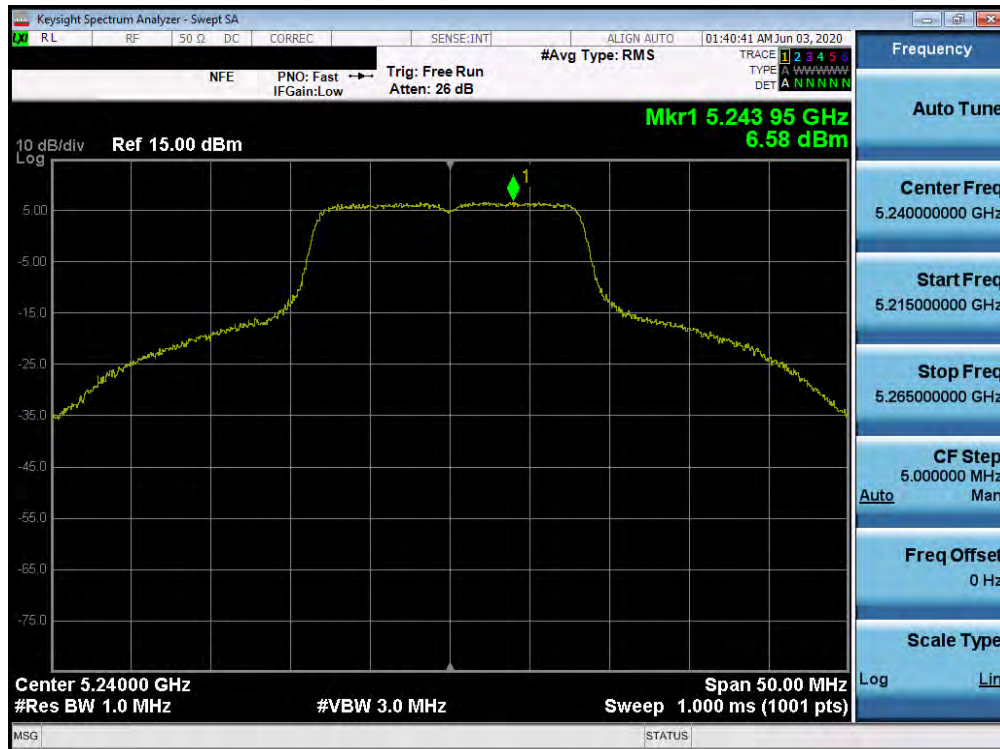 Keysight Spectrum Analyzer - Swept SA
LXI RL RF 50 Ω DC CORREC SENSE:INT ALIGN AUTO 01:40:41 AM Jun 03, 2020
NFE PNO: Fast Trig: Free Run #Avg Type: RMS TRACE 1 2 3 4 5 6
IFGain:Low Atten: 26 dB TYPE A WWWWW
DET A N N N N N
Mkr1 5.243 95 GHz
6.58 dBm
10 dB/div Ref 15.00 dBm
Log
1
5.00
-5.00
-15.0
-25.0
-35.0
-45.0
-55.0
-65.0
-75.0
Center 5.24000 GHz Span 50.00 MHz
#Res BW 1.0 MHz #VBW 3.0 MHz Sweep 1.000 ms (1001 pts)
MSG STATUS
Frequency
Auto Tune
Center Freq
5.240000000 GHz
Start Freq
5.215000000 GHz
Stop Freq
5.265000000 GHz
CF Step
5.000000 MHz
Auto Man
Freq Offset
0 Hz
Scale Type
Log Lin